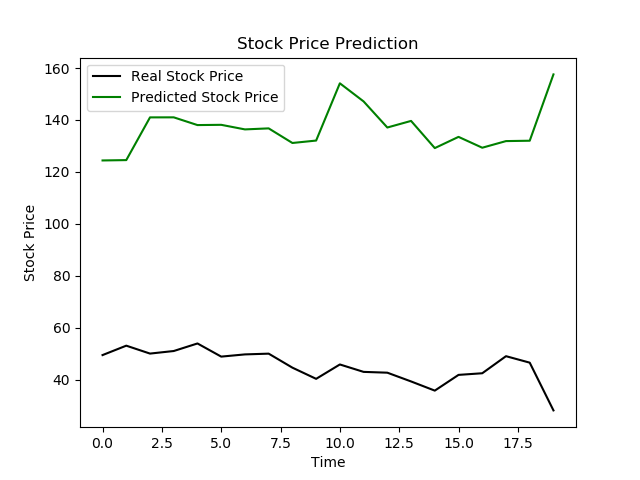 Stock Price Prediction
Real Stock Price
Predicted Stock Price
160
140
120
100
80
60
40
Stock Price
0.0 2.5 5.0 7.5 10.0 12.5 15.0 17.5
Time